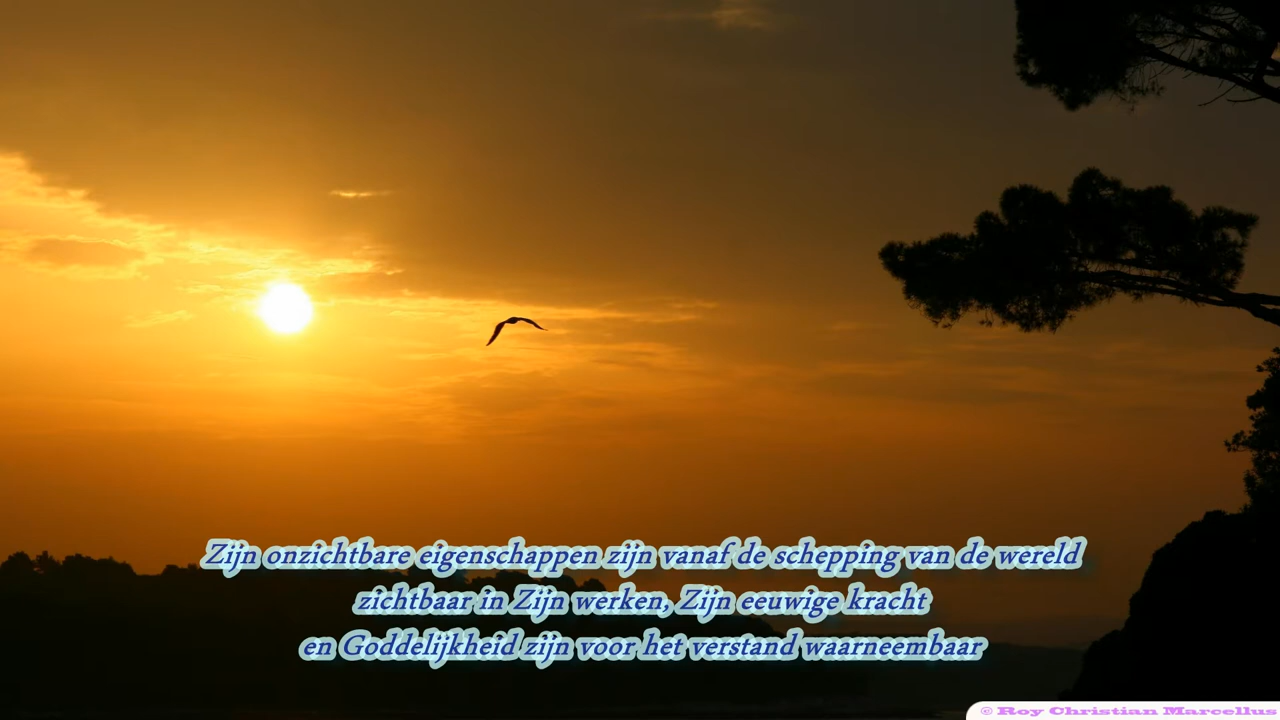 Zijn onzichtbare eigenschappen zijn vanaf de schepping van de wereld
zichtbaar in Zijn werken, Zijn eeuwige kracht
en Goddelijkheid zijn voor het verstand waarneembaar
© Roy Christian Marcellus